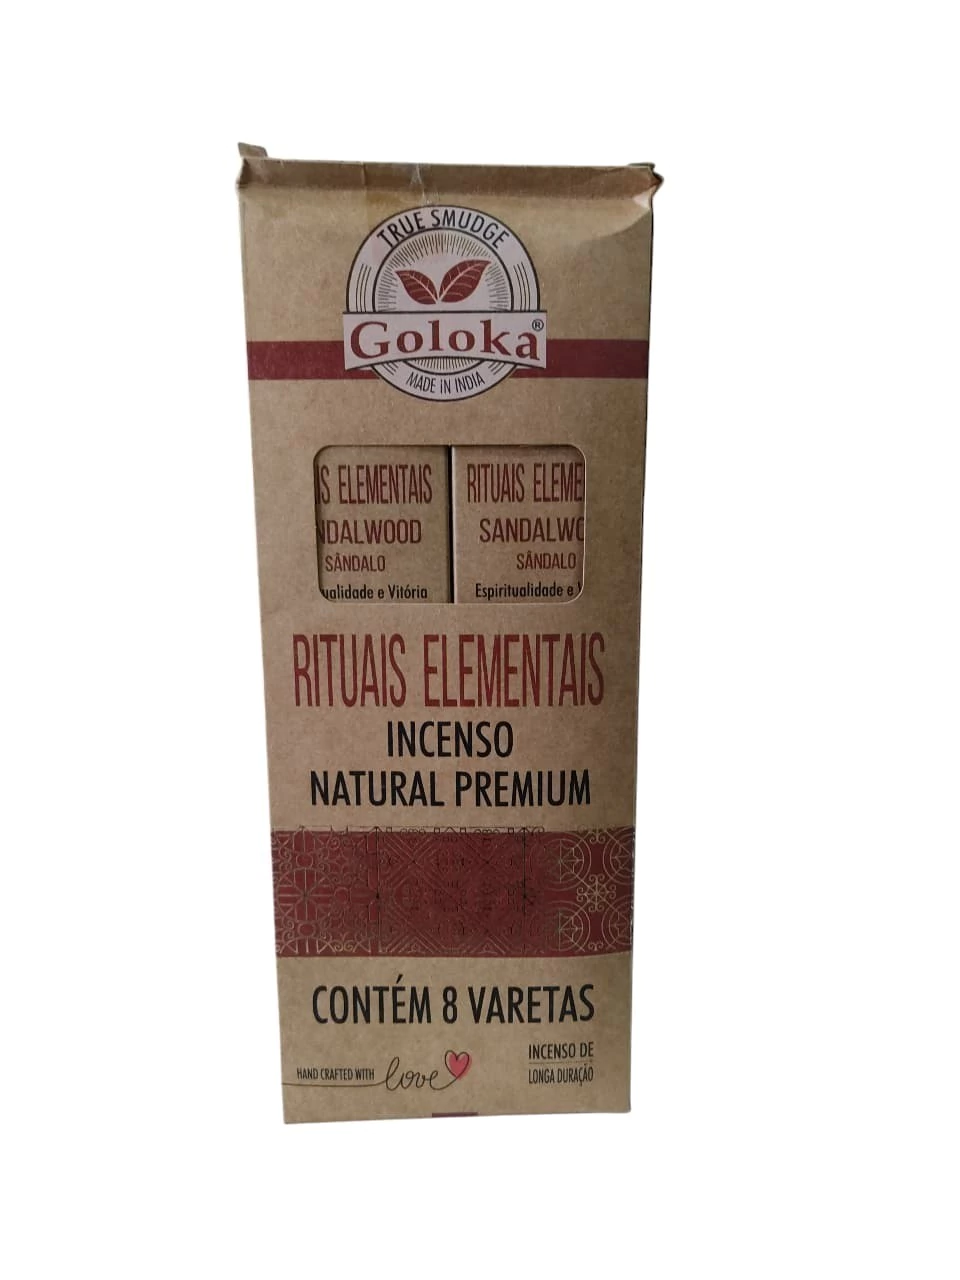 TRUE SMUDGE
Goloka®
MADE IN INDIA
IS ELEMENTAIS
RITUAIS ELEME
NDALWOOD
SANDALWO
SÂNDALO
SÂNDALO
ualidade e Vitória
Espiritualidade e
RITUAIS ELEMENTAIS
INCENSO
NATURAL PREMIUM
CONTÉM 8 VARETAS
HAND CRAFTED WITH love
INCENSO DE
LONGA DURAÇÃO